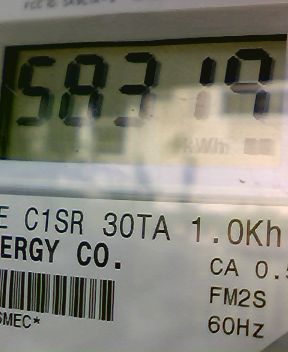 58319
kWh
E C1SR 30TA 1.0Kh
ERGY CO.
CA 0.5
FM2S
SMEC*
60Hz